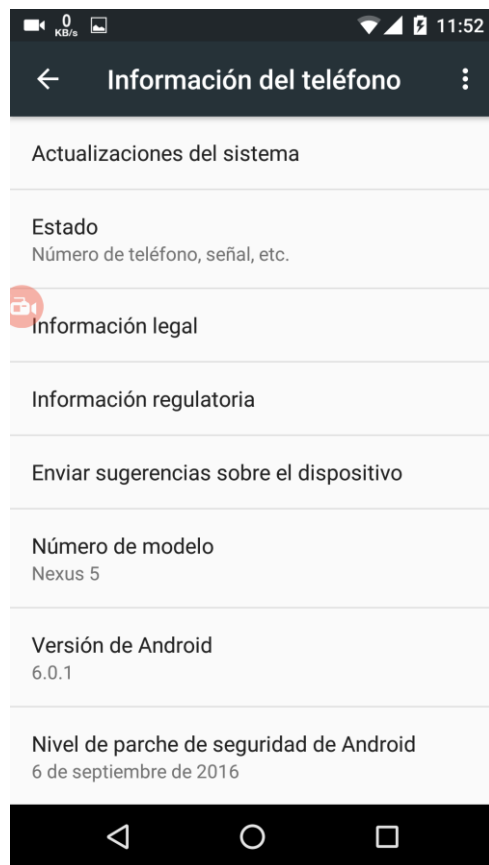 0
KB/s
11:52
Información del teléfono
Actualizaciones del sistema
Estado
Número de teléfono, señal, etc.
Información legal
Información regulatoria
Enviar sugerencias sobre el dispositivo
Número de modelo
Nexus 5
Versión de Android
6.0.1
Nivel de parche de seguridad de Android
6 de septiembre de 2016